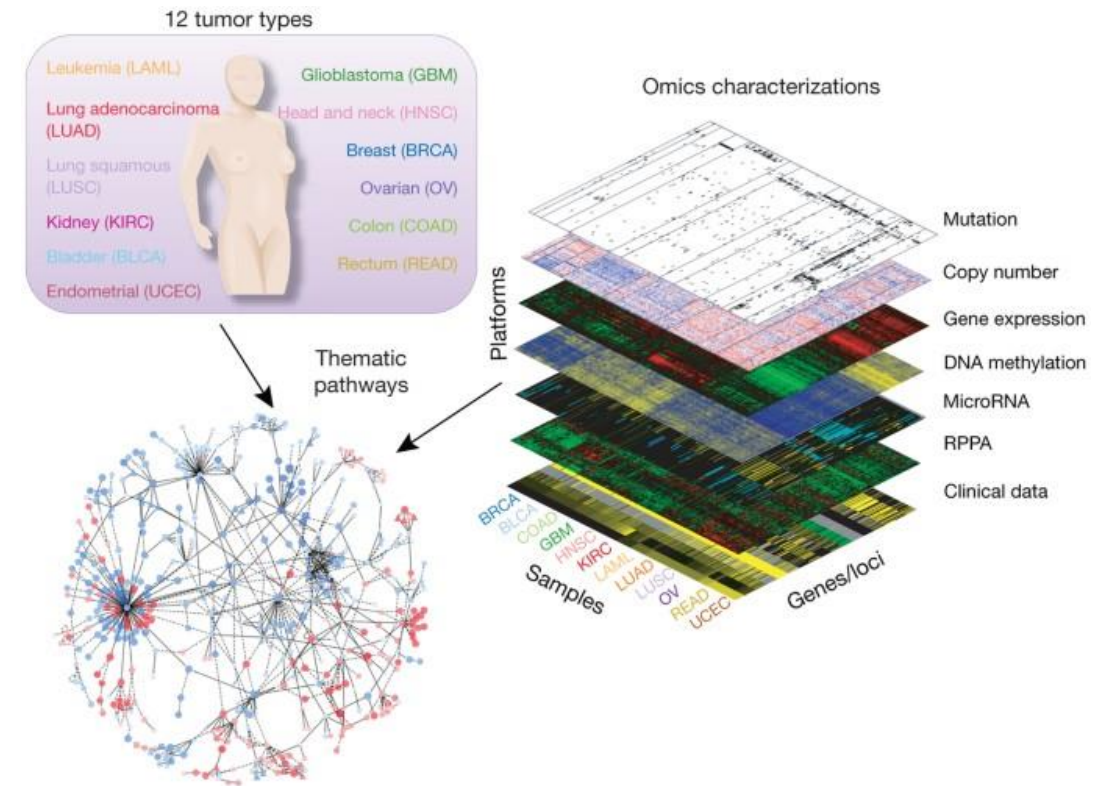 12 tumor types
Leukemia (LAML)
Lung adenocarcinoma
(LUAD)
Lung squamous
(LUSC)
Kidney (KIRC)
Bladder (BLCA)
Endometrial (UCEC)
Glioblastoma (GBM)
Head and neck (HNSC)
Breast (BRCA)
Ovarian (OV)
Colon (COAD)
Rectum (READ)
Thematic
pathways
Omics characterizations
Platforms
Mutation
Copy number
Gene expression
DNA methylation
MicroRNA
RPPA
Clinical data
BRCA
BLCA
COAD
GBM
HNSC
KIRC
LAML
LUAD
LUSC
OV
READ
UCEC
Samples
Genes/loci